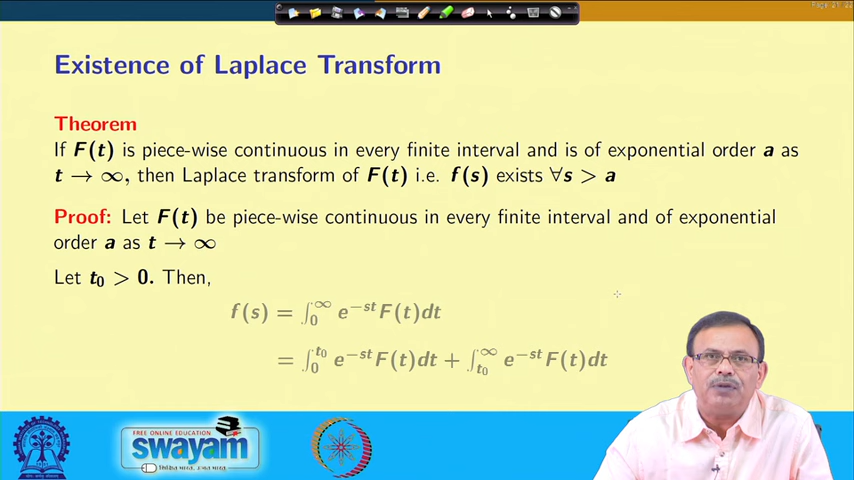 Page 21/32
Existence of Laplace Transform
Theorem
If F(t) is piece-wise continuous in every finite interval and is of exponential order a as
t → ∞, then Laplace transform of F(t) i.e. f(s) exists ∀s > a
Proof: Let F(t) be piece-wise continuous in every finite interval and of exponential
order a as t → ∞
Let t₀ > 0. Then,
f(s) = ∫₀^∞ e^{−st} F(t)dt
= ∫₀^{t₀} e^{−st} F(t)dt + ∫_{t₀}^∞ e^{−st} F(t)dt
FREE ONLINE EDUCATION
swayam